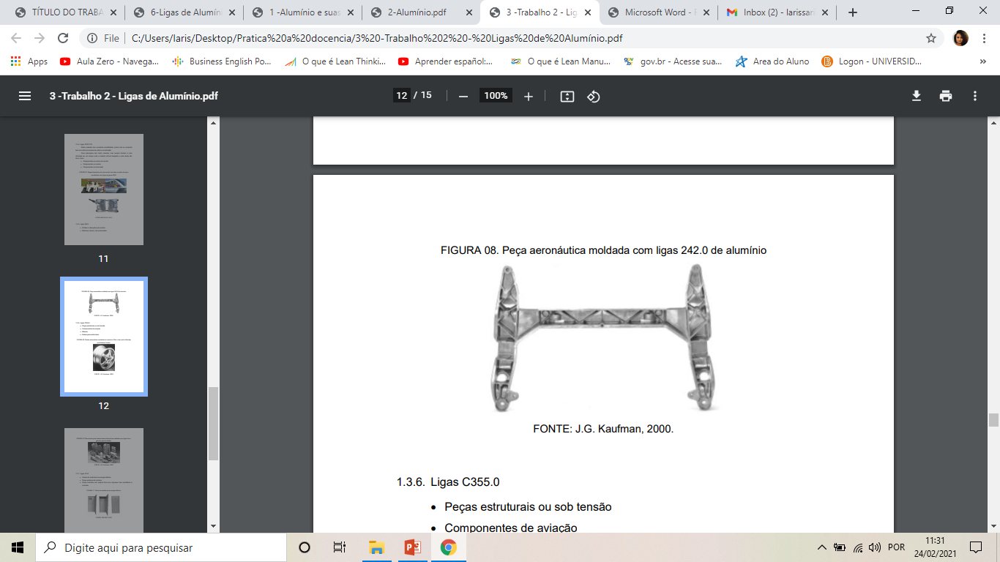 TÍTULO DO TRABA
6-Ligas de Alumín
1 -Alumínio e suas
2-Alumínio.pdf
3 -Trabalho 2 - Lig
Microsoft Word -
Inbox (2) - larissar
File
C:/Users/laris/Desktop/Pratica%20a%20docencia/3%20-Trabalho%202%20-%20Ligas%20de%20Alumínio.pdf
Apps
Aula Zero - Navega...
Business English Po...
O que é Lean Thinki...
Aprender español:...
O que é Lean Manu...
gov.br - Acesse sua...
Area do Aluno
Logon - UNIVERSID...
3 -Trabalho 2 - Ligas de Alumínio.pdf
12 / 15
100%
11
12
FIGURA 08. Peça aeronáutica moldada com ligas 242.0 de alumínio
FONTE: J.G. Kaufman, 2000.
1.3.6. Ligas C355.0
• Peças estruturais ou sob tensão
• Componentes de aviação
Digite aqui para pesquisar
POR
11:31
24/02/2021